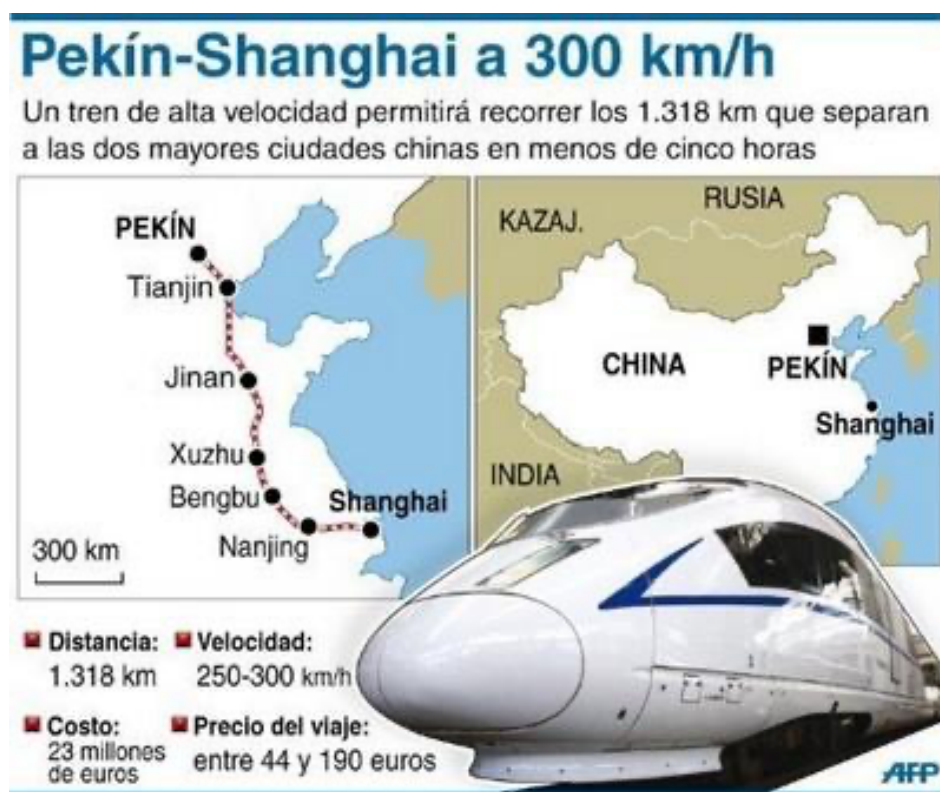 Pekín-Shanghai a 300 km/h
Un tren de alta velocidad permitirá recorrer los 1.318 km que separan
a las dos mayores ciudades chinas en menos de cinco horas
PEKÍN
Tianjin
Jinan
Xuzhu
Bengbu
Nanjing
Shanghai
300 km
KAZAJ.
RUSIA
CHINA
PEKÍN
Shanghai
INDIA
Distancia:
1.318 km
Velocidad:
250-300 km/h
Costo:
23 millones
de euros
Precio del viaje:
entre 44 y 190 euros
AFP